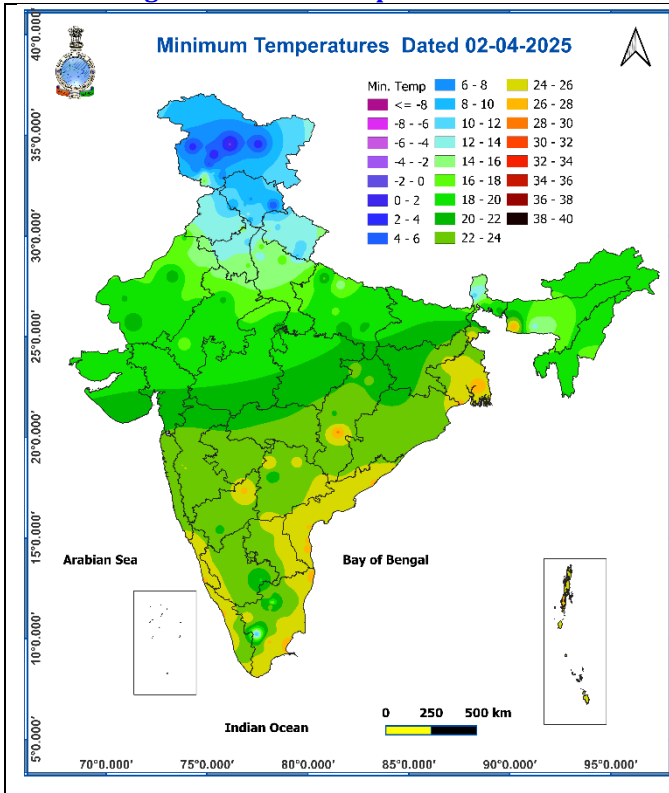 Minimum Temperatures Dated 02-04-2025
Min. Temp
<= -8
-8 - -6
-6 - -4
-4 - -2
-2 - 0
0 - 2
2 - 4
4 - 6
6 - 8
8 - 10
10 - 12
12 - 14
14 - 16
16 - 18
18 - 20
20 - 22
22 - 24
24 - 26
26 - 28
28 - 30
30 - 32
32 - 34
34 - 36
36 - 38
38 - 40
40°0.000'
35°0.000'
30°0.000'
25°0.000'
20°0.000'
15°0.000'
10°0.000'
5°0.000'
Arabian Sea
Bay of Bengal
Indian Ocean
0 250 500 km
70°0.000' 75°0.000' 80°0.000' 85°0.000' 90°0.000' 95°0.000'